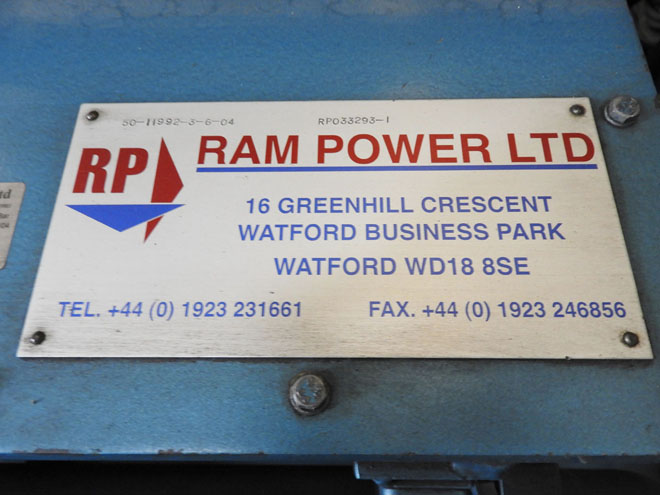 50-11992-3-6-04 RP033293-1
RP RAM POWER LTD
16 GREENHILL CRESCENT
WATFORD BUSINESS PARK
WATFORD WD18 8SE
TEL. +44 (0) 1923 231661 FAX. +44 (0) 1923 246856
td